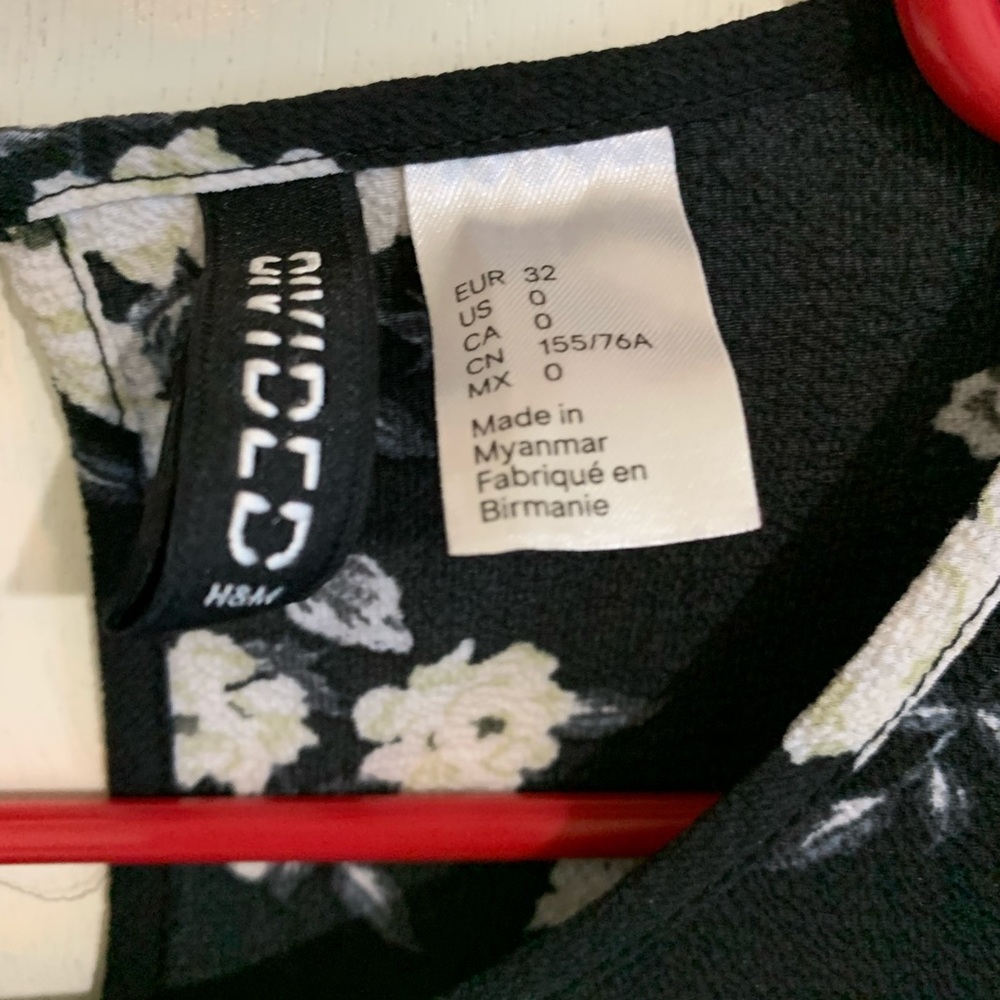 DIVIDED
H&M
EUR 32
US 0
CA 0
CN 155/76A
MX 0
Made in
Myanmar
Fabriqué en
Birmanie